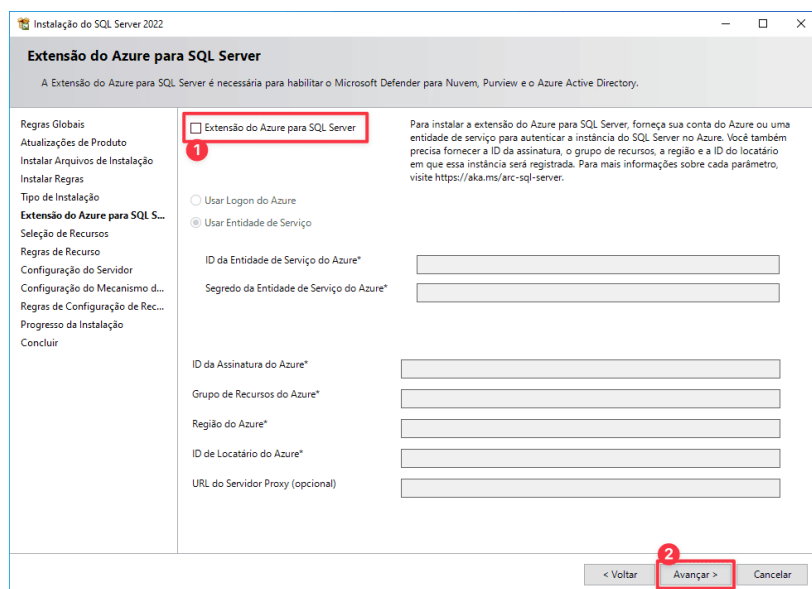 Instalação do SQL Server 2022
Extensão do Azure para SQL Server
A Extensão do Azure para SQL Server é necessária para habilitar o Microsoft Defender para Nuvem, Purview e o Azure Active Directory.
Regras Globais
Atualizações de Produto
Instalar Arquivos de Instalação
Instalar Regras
Tipo de Instalação
Extensão do Azure para SQL S...
Seleção de Recursos
Regras de Recurso
Configuração do Servidor
Configuração do Mecanismo d...
Regras de Configuração de Rec...
Progresso da Instalação
Concluir
Extensão do Azure para SQL Server
1
Para instalar a extensão do Azure para SQL Server, forneça sua conta do Azure ou uma
entidade de serviço para autenticar a instância do SQL Server no Azure. Você também
precisa fornecer a ID da assinatura, o grupo de recursos, a região e a ID do locatário
em que essa instância será registrada. Para mais informações sobre cada parâmetro,
visite https://aka.ms/arc-sql-server.
Usar Logon do Azure
Usar Entidade de Serviço
ID da Entidade de Serviço do Azure*
Segredo da Entidade de Serviço do Azure*
ID da Assinatura do Azure*
Grupo de Recursos do Azure*
Região do Azure*
ID de Locatário do Azure*
URL do Servidor Proxy (opcional)
2
< Voltar
Avançar >
Cancelar